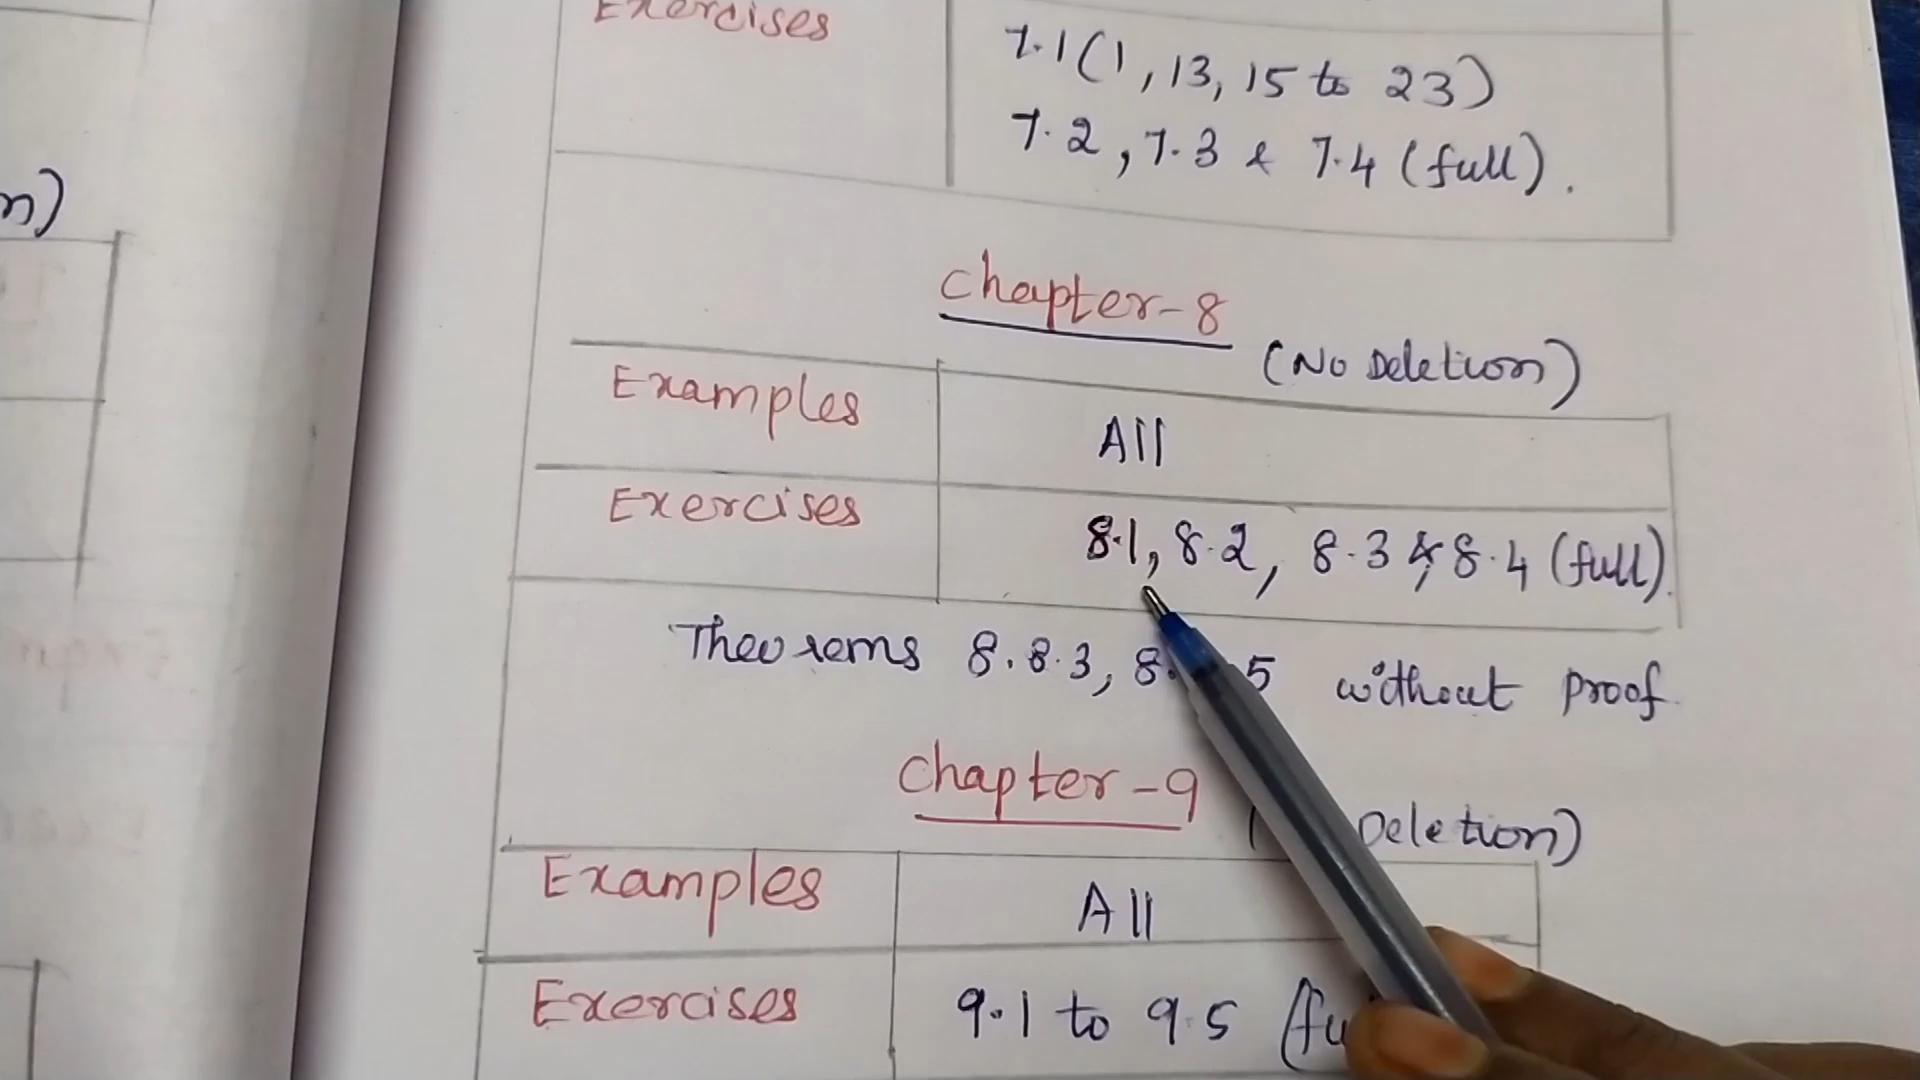 Exercises
7.1(1, 13, 15 to 23)
7.2, 7.3 & 7.4 (full).
Chapter-8
(No Deletion)
Examples All
Exercises 8.1, 8.2, 8.3 & 8.4 (full).
Theorems 8.8.3, 8. 5 without proof
Chapter-9
Deletion)
Examples All
Exercises 9.1 to 9.5